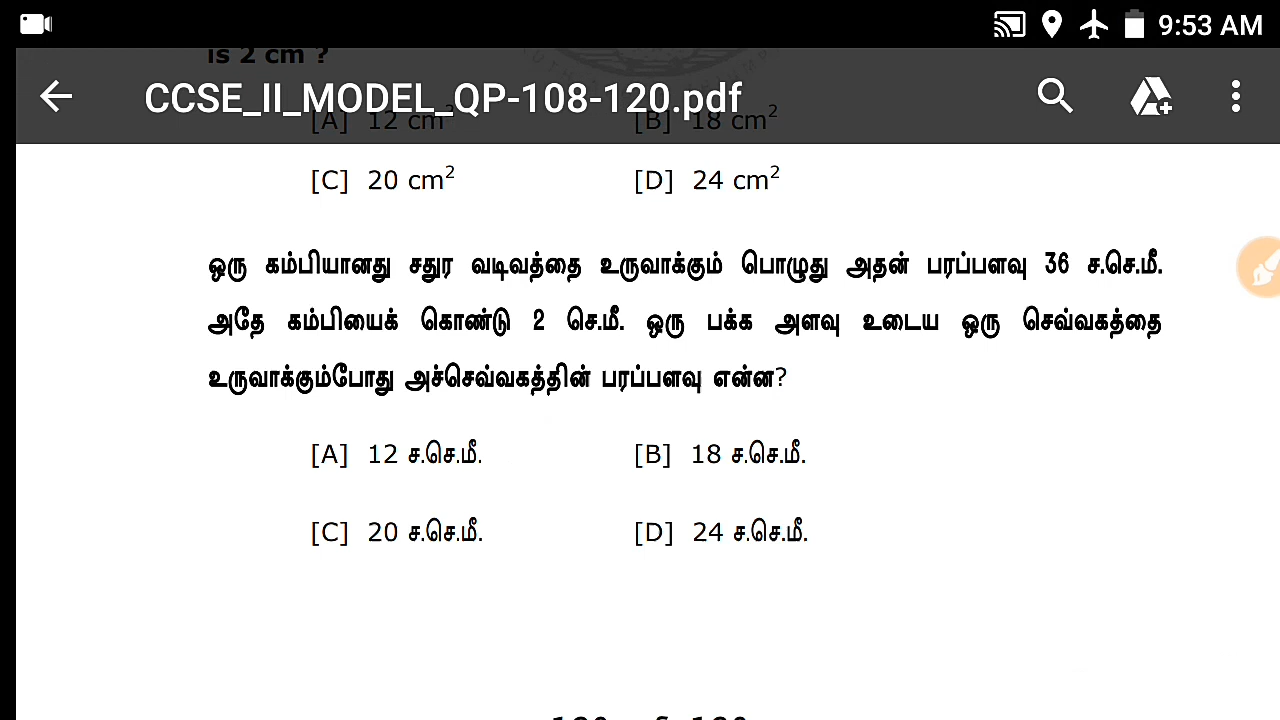 9:53 AM
is 2 cm ?
CCSE_II_MODEL_QP-108-120.pdf
[A] 12 cm² [B] 18 cm²
[C] 20 cm² [D] 24 cm²
ஒரு கம்பியானது சதுர வடிவத்தை உருவாக்கும் பொழுது அதன் பரப்பளவு 36 ச.செ.மீ.
அதே கம்பியைக் கொண்டு 2 செ.மீ. ஒரு பக்க அளவு உடைய ஒரு செவ்வகத்தை
உருவாக்கும்போது அச்செவ்வகத்தின் பரப்பளவு என்ன?
[A] 12 ச.செ.மீ. [B] 18 ச.செ.மீ.
[C] 20 ச.செ.மீ. [D] 24 ச.செ.மீ.